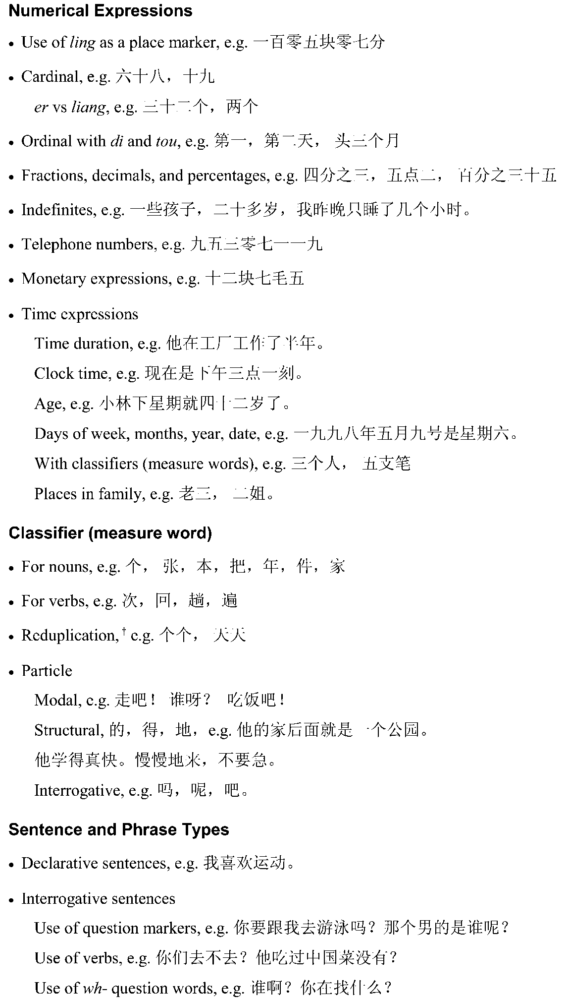 Numerical Expressions
• Use of ling as a place marker, e.g. 一百零五块零七分
• Cardinal, e.g. 六十八，十九
er vs liang, e.g. 三十二个，两个
• Ordinal with di and tou, e.g. 第一，第二天， 头三个月
• Fractions, decimals, and percentages, e.g. 四分之三，五点二， 百分之三十五
• Indefinites, e.g. 一些孩子，二十多岁，我昨晚只睡了几个小时。
• Telephone numbers, e.g. 九五三零七一一九
• Monetary expressions, e.g. 十二块七毛五
• Time expressions
Time duration, e.g. 他在工厂工作了半年。
Clock time, e.g. 现在是下午三点一刻。
Age, e.g. 小林下星期就四十二岁了。
Days of week, months, year, date, e.g. 一九九八年五月九号是星期六。
With classifiers (measure words), e.g. 三个人， 五支笔
Places in family, e.g. 老三， 二姐。
Classifier (measure word)
• For nouns, e.g. 个， 张，本，把，年，件，家
• For verbs, e.g. 次，回，趟，遍
• Reduplication,† e.g. 个个， 天天
• Particle
Modal, e.g. 走吧！ 谁呀？ 吃饭吧！
Structural, 的，得，地，e.g. 他的家后面就是一个公园。
他学得真快。慢慢地来，不要急。
Interrogative, e.g. 吗，呢，吧。
Sentence and Phrase Types
• Declarative sentences, e.g. 我喜欢运动。
• Interrogative sentences
Use of question markers, e.g. 你要跟我去游泳吗？那个男的是谁呢？
Use of verbs, e.g. 你们去不去？他吃过中国菜没有？
Use of wh- question words, e.g. 谁啊？你在找什么？